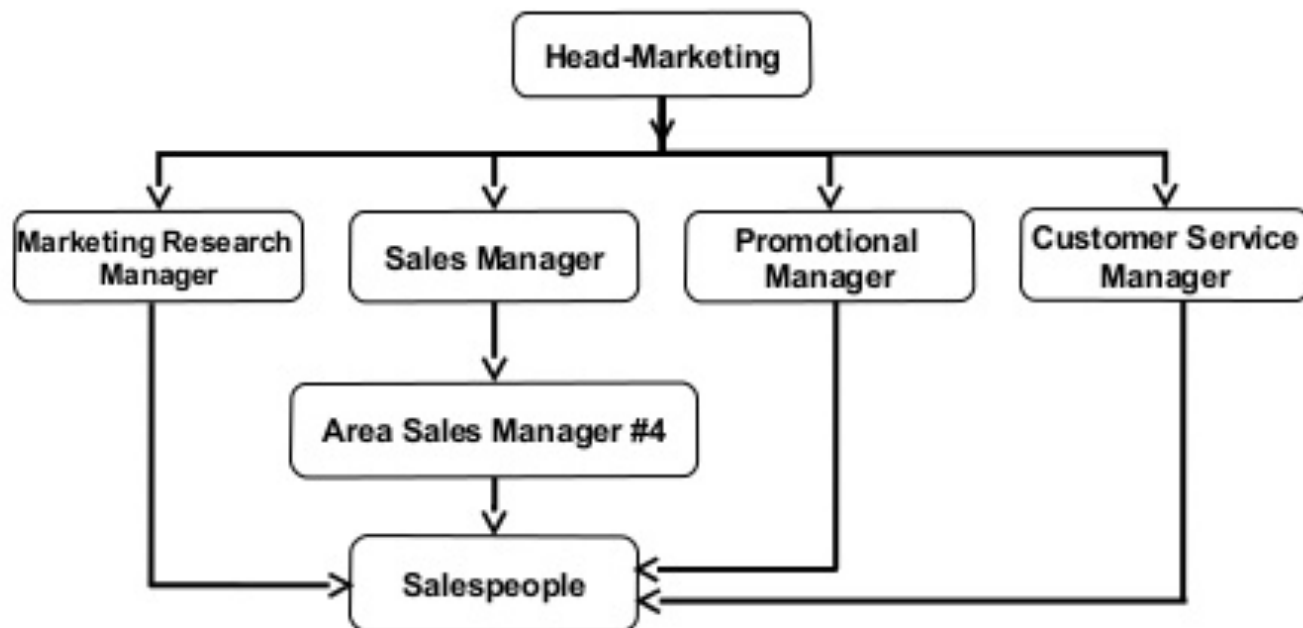 Head-Marketing
Marketing Research
Manager
Sales Manager
Promotional
Manager
Customer Service
Manager
Area Sales Manager #4
Salespeople